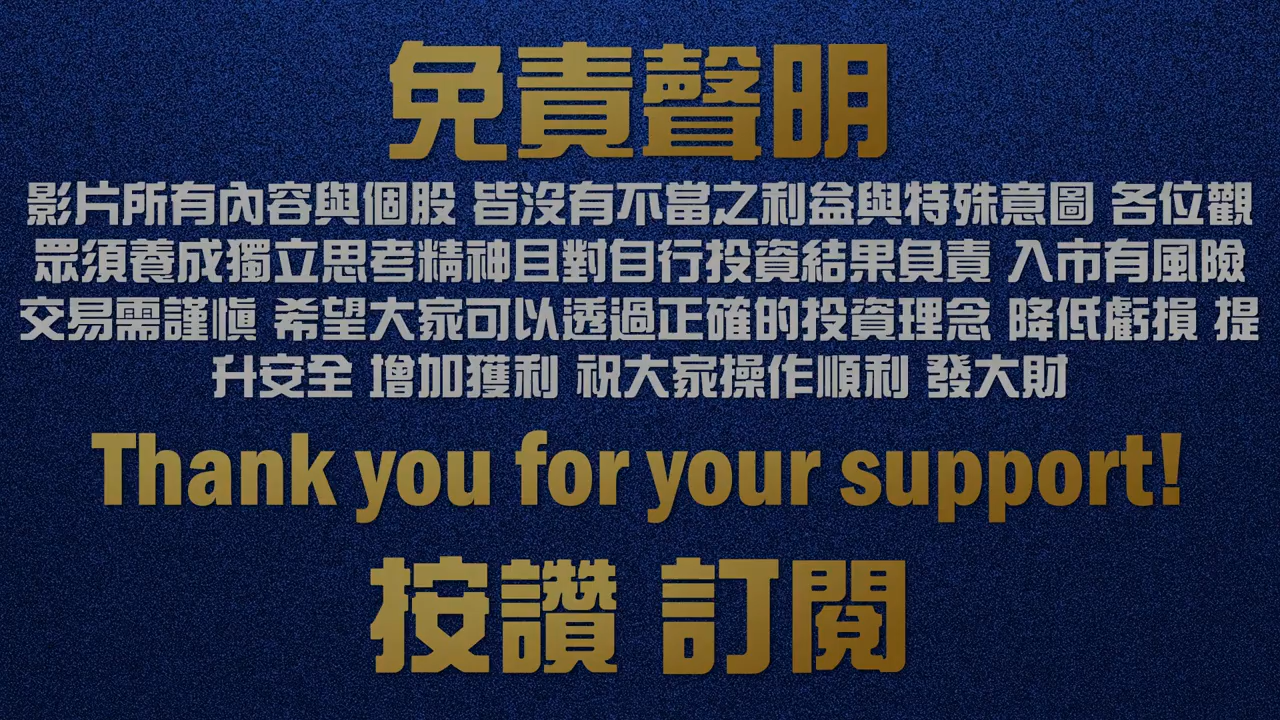 免責聲明
影片所有內容與個股 皆沒有不當之利益與特殊意圖 各位觀
眾須養成獨立思考精神且對自行投資結果負責 入市有風險
交易需謹慎 希望大家可以透過正確的投資理念 降低虧損 提
升安全 增加獲利 祝大家操作順利 發大財
Thank you for your support!
按讚 訂閱